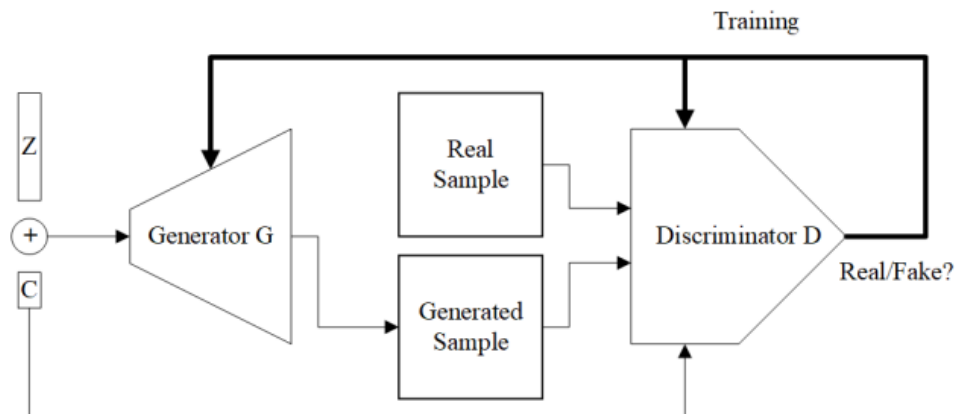 Training
Z
+
C
Generator G
Real
Sample
Generated
Sample
Discriminator D
Real/Fake?